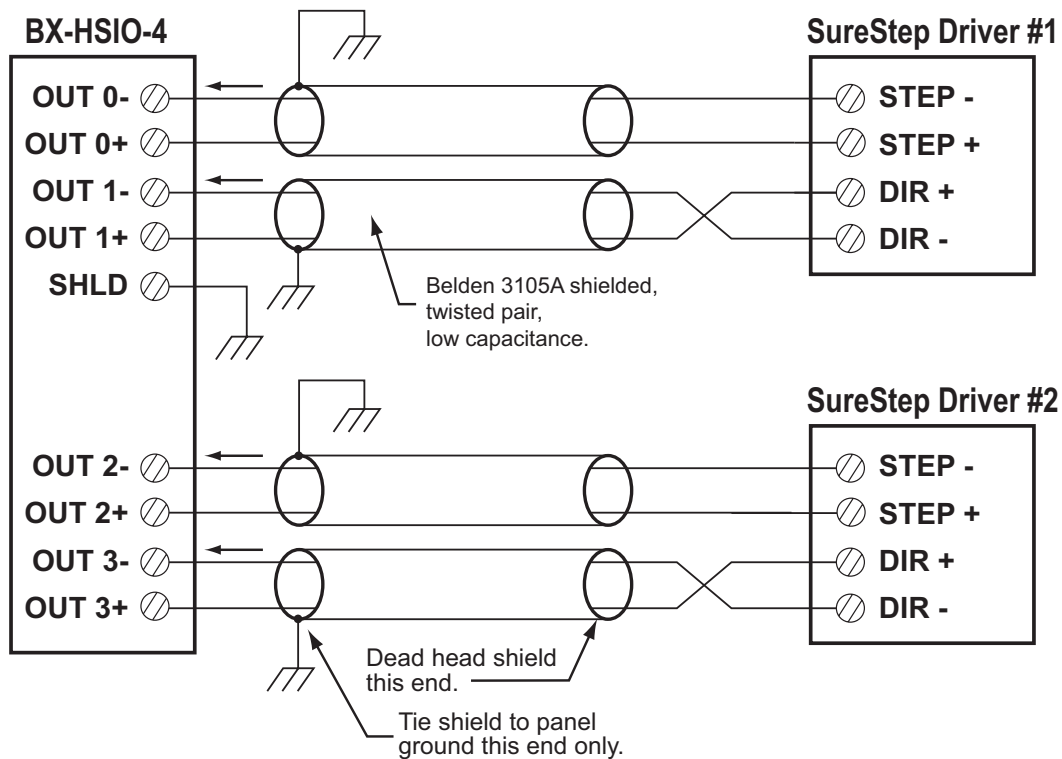 BX-HSIO-4
OUT 0-
OUT 0+
OUT 1-
OUT 1+
SHLD
OUT 2-
OUT 2+
OUT 3-
OUT 3+
SureStep Driver #1
STEP -
STEP +
DIR +
DIR -
Belden 3105A shielded,
twisted pair,
low capacitance.
SureStep Driver #2
STEP -
STEP +
DIR +
DIR -
Dead head shield
this end.
Tie shield to panel
ground this end only.